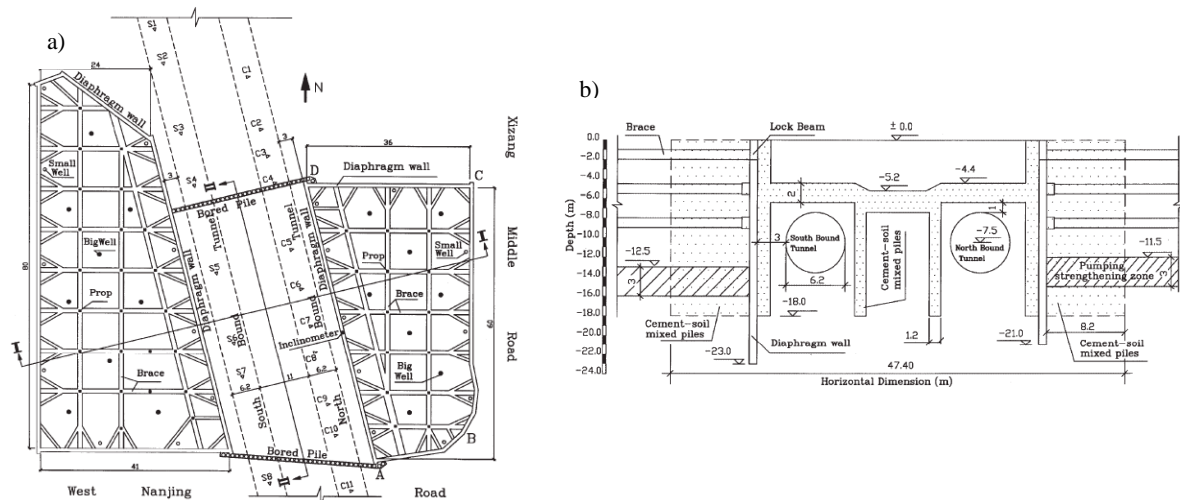 a)
24
Diaphragm wall
N
Xizang
Middle
Road
S1
S2
S3
S4
S6
S7
S8
C1
C2
C3
C4
C5
C6
C7
C8
C9
C10
C11
3
3
36
Diaphragm wall
D
C
Small Well
Big Well
Prop
Brace
80
41
II
Bored Pile
Tunnel
Tunnel
Diaphragm wall
Diaphragm wall
Bound
Bound
South
North
Inclinometer
6.2
11
6.2
Prop
Brace
Small Well
Big Well
I
I
60
B
A
Bored Pile
II
West Nanjing Road
b)
Brace
Lock Beam
± 0.0
0.0
-2.0
-4.0
-6.0
-8.0
-10.0
-12.0
-14.0
-16.0
-18.0
-20.0
-22.0
-24.0
Depth (m)
2
-5.2
-4.4
1
3
South Bound Tunnel
6.2
-7.5
North Bound Tunnel
Cement-soil mixed piles
-12.5
3
-11.5
Pumping strengthening zone
3
-18.0
Cement-soil mixed piles
Diaphragm wall
-23.0
1.2
-21.0
8.2
Cement-soil mixed piles
47.40
Horizontal Dimension (m)